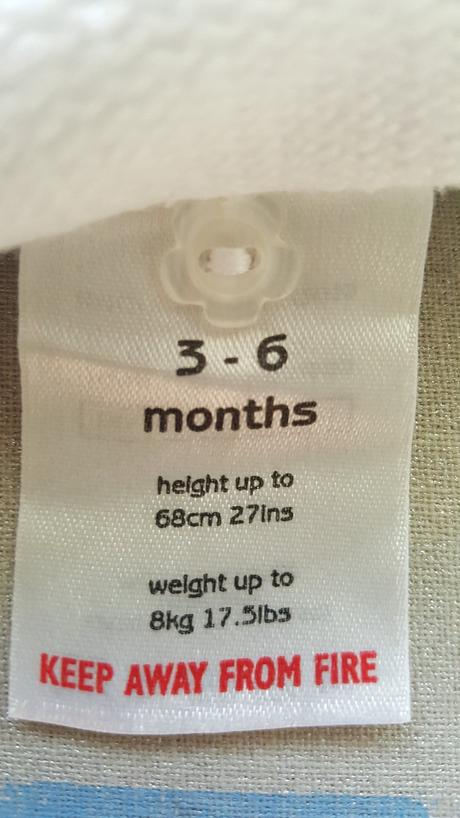 3 - 6
months
height up to
68cm 27ins
weight up to
8kg 17.5lbs
KEEP AWAY FROM FIRE